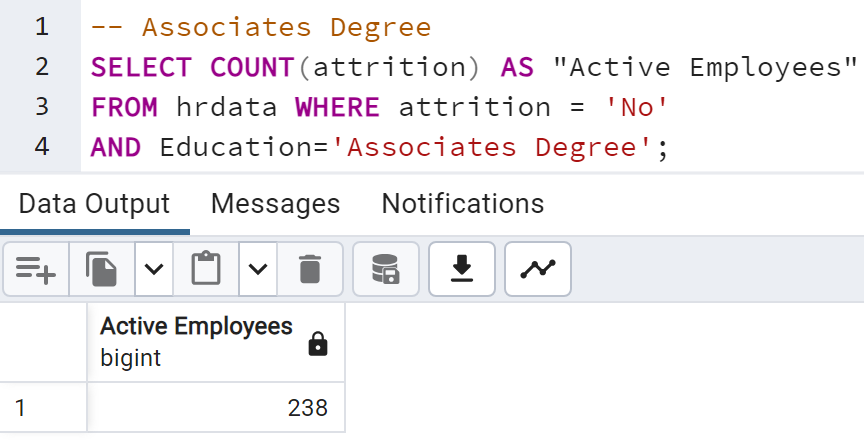 1 -- Associates Degree
2 SELECT COUNT(attrition) AS "Active Employees"
3 FROM hrdata WHERE attrition = 'No'
4 AND Education='Associates Degree';
Data Output Messages Notifications
Active Employees
bigint
1 238